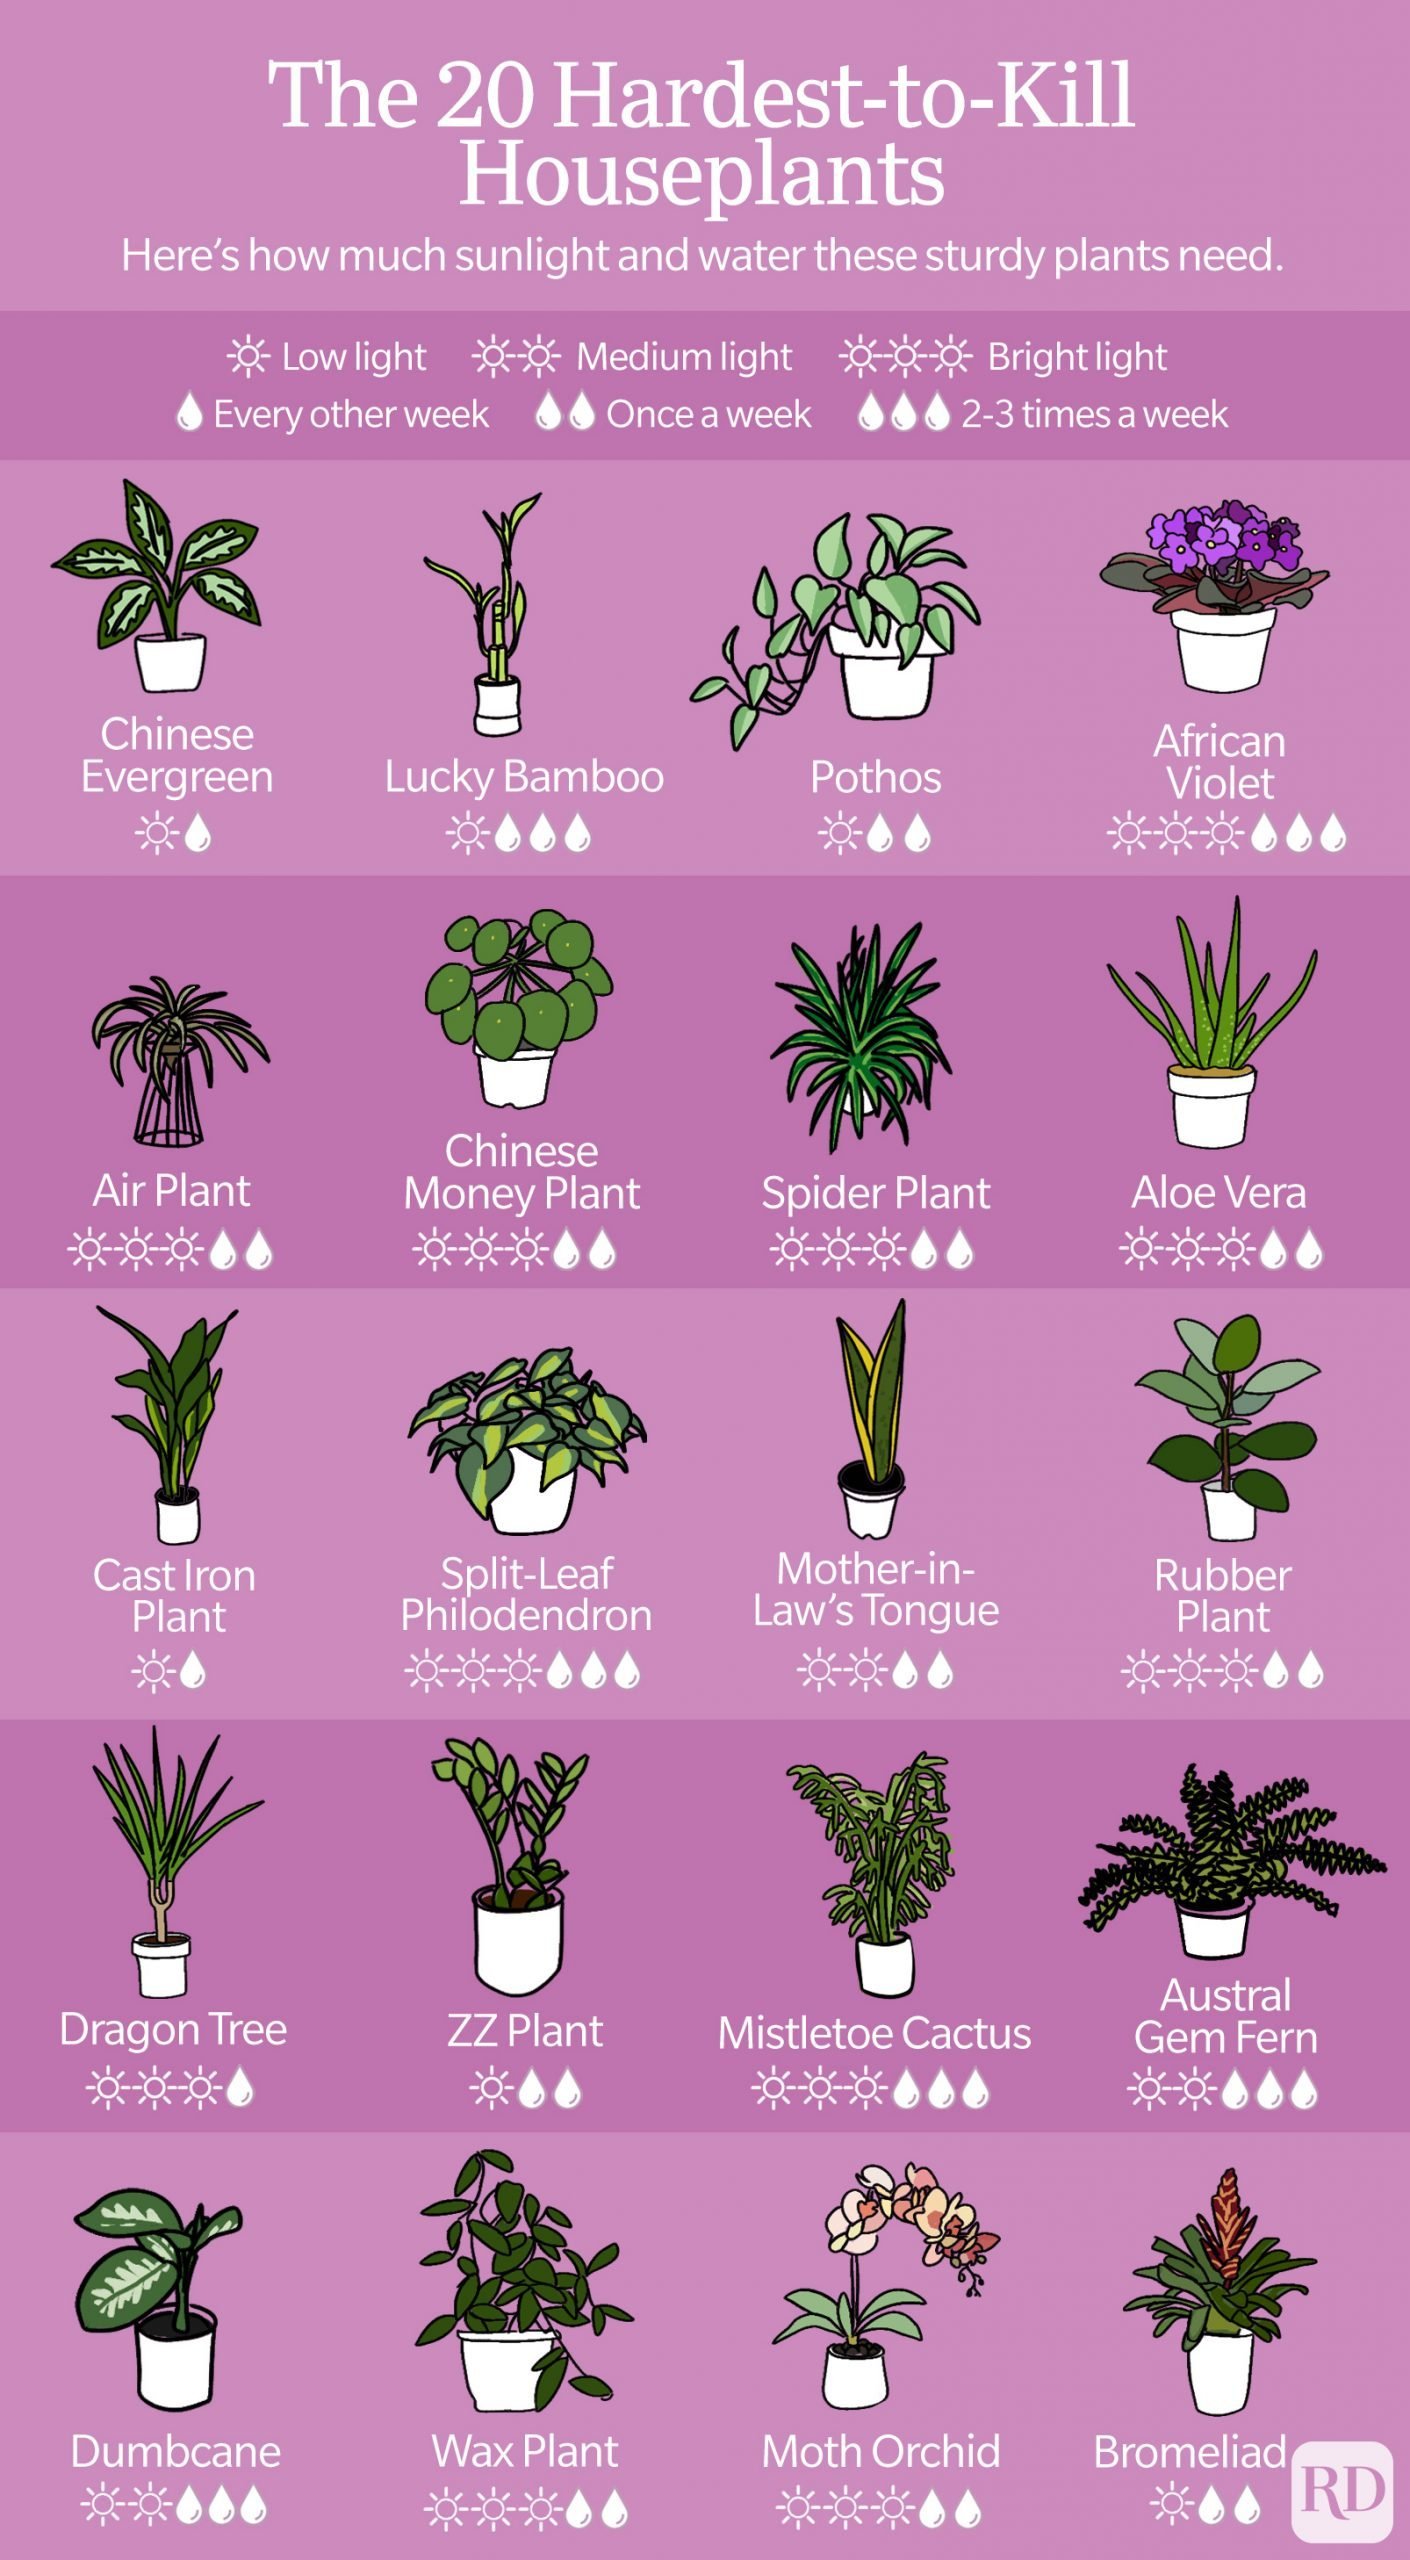 The 20 Hardest-to-Kill
Houseplants
Here's how much sunlight and water these sturdy plants need.
Low light Medium light Bright light
Every other week Once a week 2-3 times a week
Chinese
Evergreen
Lucky Bamboo
Pothos
African
Violet
Air Plant
Chinese
Money Plant
Spider Plant
Aloe Vera
Cast Iron
Plant
Split-Leaf
Philodendron
Mother-in-
Law's Tongue
Rubber
Plant
Dragon Tree
ZZ Plant
Mistletoe Cactus
Austral
Gem Fern
Dumbcane
Wax Plant
Moth Orchid
Bromeliad
RD